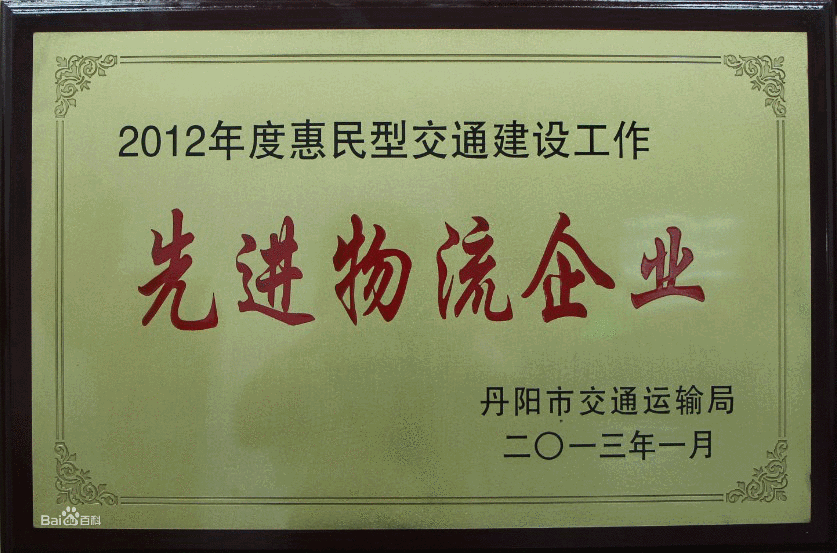 2012年度惠民型交通建设工作
先进物流企业
丹阳市交通运输局
二〇一三年一月
Bai百科